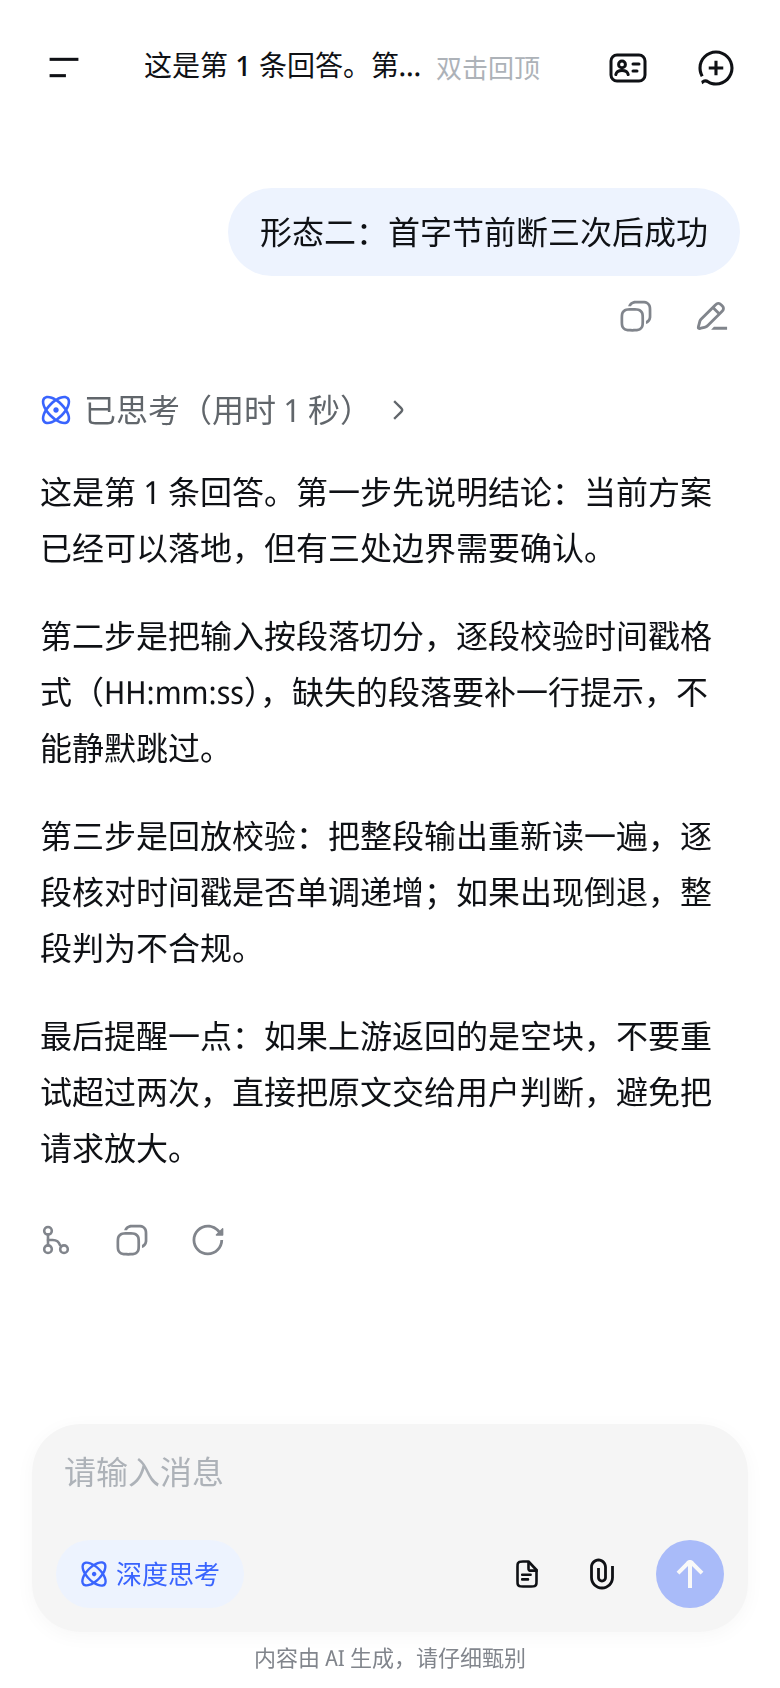 这是第 1 条回答。第... 双击回顶
形态二：首字节前断三次后成功
已思考（用时 1 秒）
这是第 1 条回答。第一步先说明结论：当前方案
已经可以落地，但有三处边界需要确认。
第二步是把输入按段落切分，逐段校验时间戳格
式（HH:mm:ss），缺失的段落要补一行提示，不
能静默跳过。
第三步是回放校验：把整段输出重新读一遍，逐
段核对时间戳是否单调递增；如果出现倒退，整
段判为不合规。
最后提醒一点：如果上游返回的是空块，不要重
试超过两次，直接把原文交给用户判断，避免把
请求放大。
请输入消息
深度思考
内容由 AI 生成，请仔细甄别